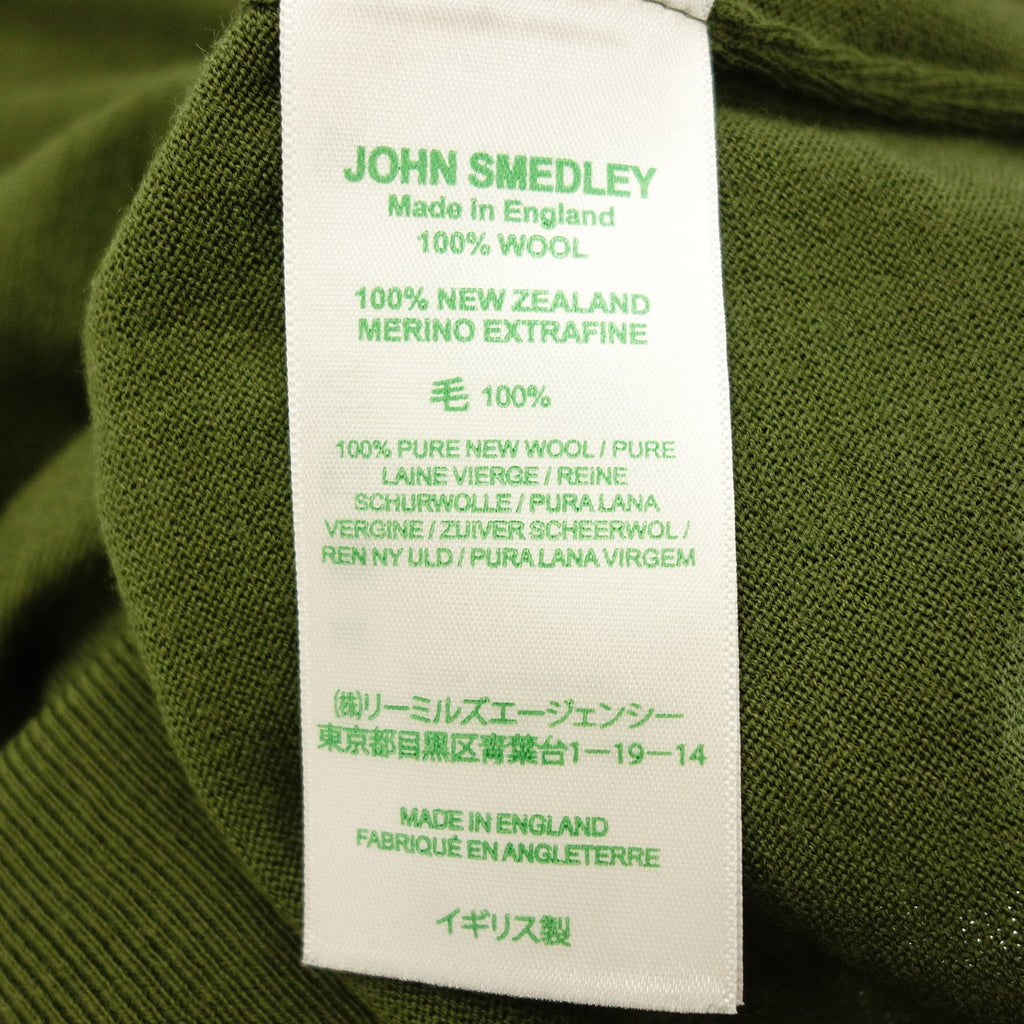 JOHN SMEDLEY
Made in England
100% WOOL
100% NEW ZEALAND
MERINO EXTRAFINE
毛 100%
100% PURE NEW WOOL / PURE
LAINE VIERGE / REINE
SCHURWOLLE / PURA LANA
VERGINE / ZUIVER SCHEERWOL /
REN NY ULD / PURA LANA VIRGEM
㈱リーミルズエージェンシー
東京都目黒区青葉台1−19−14
MADE IN ENGLAND
FABRIQUÉ EN ANGLETERRE
イギリス製